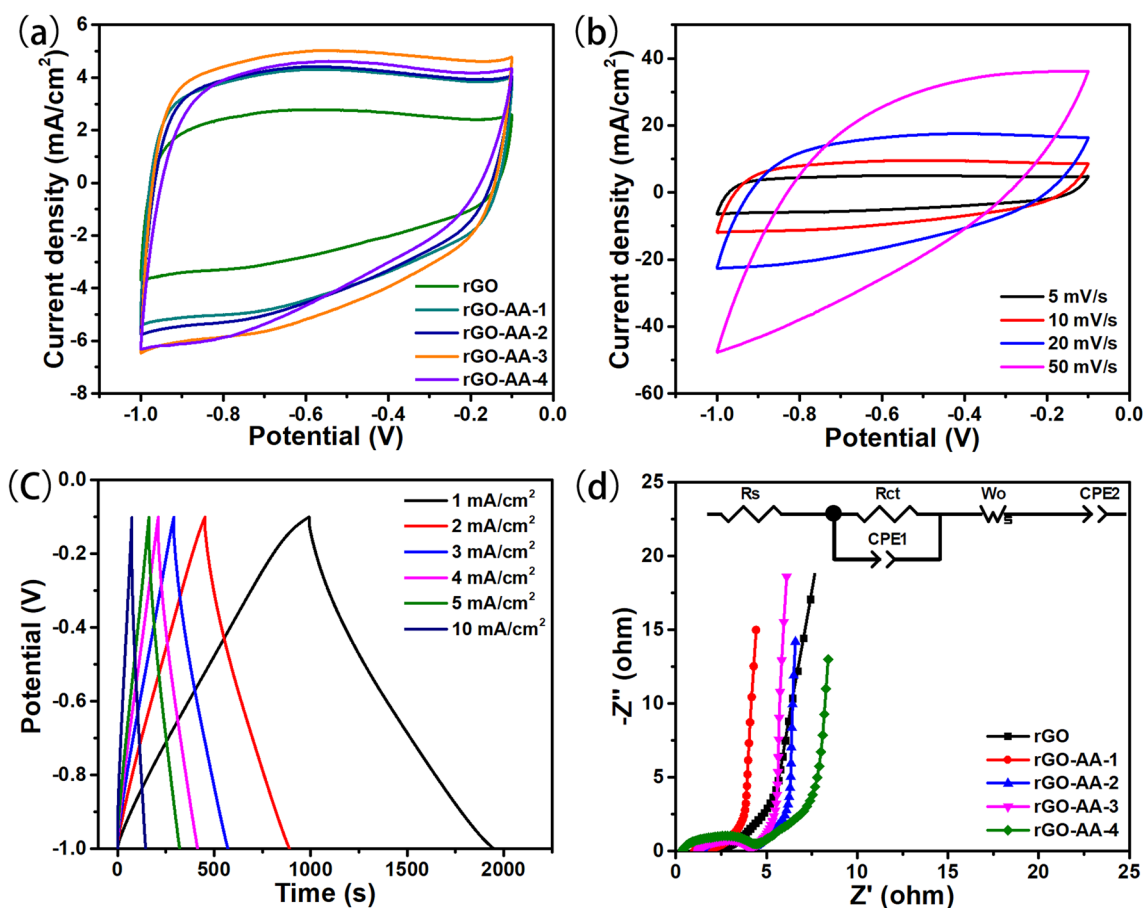 (a)
Current density (mA/cm²)
6
4
2
0
-2
-4
-6
-8
-1.0 -0.8 -0.6 -0.4 -0.2 0.0
Potential (V)
rGO
rGO-AA-1
rGO-AA-2
rGO-AA-3
rGO-AA-4
(b)
Current density (mA/cm²)
60
40
20
0
-20
-40
-60
-1.0 -0.8 -0.6 -0.4 -0.2 0.0
Potential (V)
5 mV/s
10 mV/s
20 mV/s
50 mV/s
(C)
Potential (V)
0.0
-0.2
-0.4
-0.6
-0.8
-1.0
0 500 1000 1500 2000
Time (s)
1 mA/cm²
2 mA/cm²
3 mA/cm²
4 mA/cm²
5 mA/cm²
10 mA/cm²
(d)
-Z'' (ohm)
25
20
15
10
5
0
0 5 10 15 20 25
Z' (ohm)
Rs Rct Wo CPE2
CPE1
s
rGO
rGO-AA-1
rGO-AA-2
rGO-AA-3
rGO-AA-4